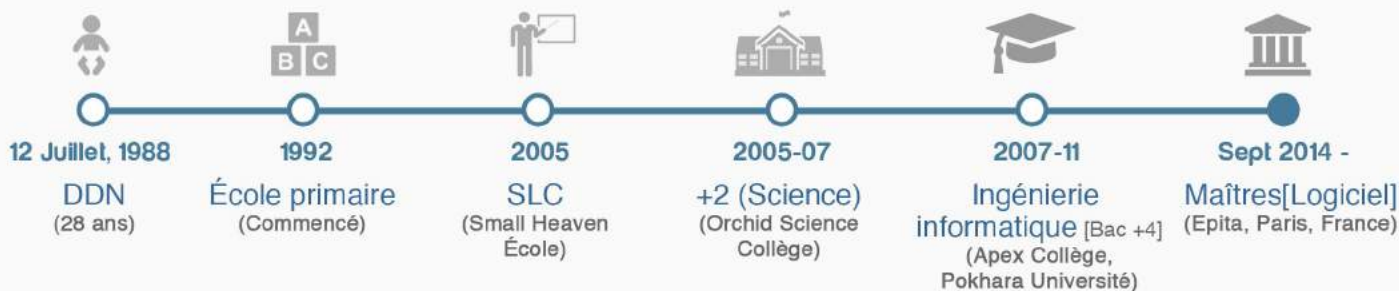 A
B C
12 Juillet, 1988
DDN
(28 ans)
1992
École primaire
(Commencé)
2005
SLC
(Small Heaven
École)
2005-07
+2 (Science)
(Orchid Science
Collège)
2007-11
Ingénierie
informatique [Bac +4]
(Apex Collège,
Pokhara Université)
Sept 2014 -
Maîtres[Logiciel]
(Epita, Paris, France)